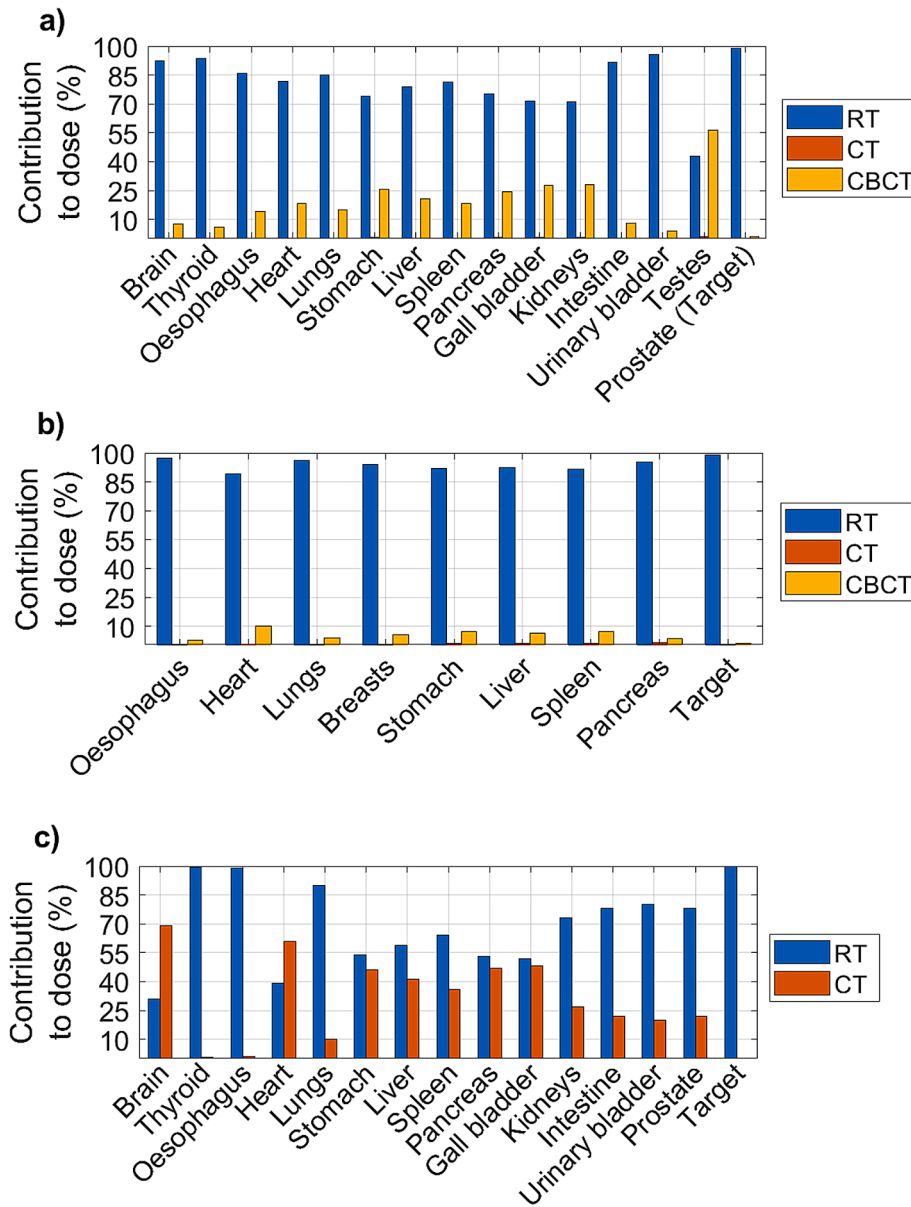 a)
Contribution
to dose (%)
100
85
70
55
40
25
10
RT
CT
CBCT
Brain
Thyroid
Oesophagus
Heart
Lungs
Stomach
Liver
Spleen
Pancreas
Gall bladder
Kidneys
Intestine
Urinary bladder
Testes
Prostate (Target)
b)
Contribution
to dose (%)
100
85
70
55
40
25
10
RT
CT
CBCT
Oesophagus
Heart
Lungs
Breasts
Stomach
Liver
Spleen
Pancreas
Target
c)
Contribution
to dose (%)
100
85
70
55
40
25
10
RT
CT
Brain
Thyroid
Oesophagus
Heart
Lungs
Stomach
Liver
Spleen
Pancreas
Gall bladder
Kidneys
Intestine
Urinary bladder
Prostate
Target